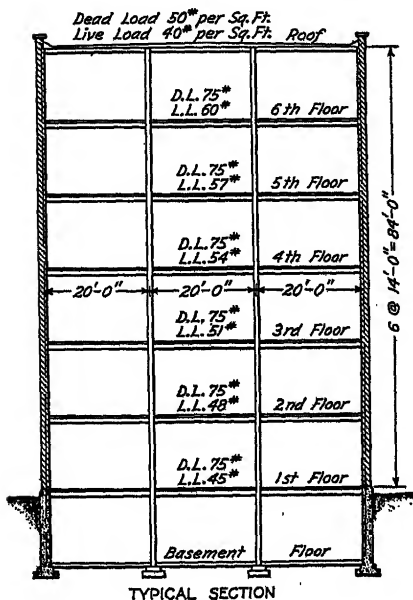 Dead Load 50# per Sq.Ft.
Live Load 40# per Sq.Ft. Roof
D.L. 75#
L.L. 60# 6th Floor
D.L. 75#
L.L. 57# 5th Floor
D.L. 75#
L.L. 54# 4th Floor
20'-0" 20'-0" 20'-0"
6 @ 14'-0"=84'-0"
D.L. 75#
L.L. 51# 3rd Floor
D.L. 75#
L.L. 48# 2nd Floor
D.L. 75#
L.L. 45# 1st Floor
Basement Floor
TYPICAL SECTION